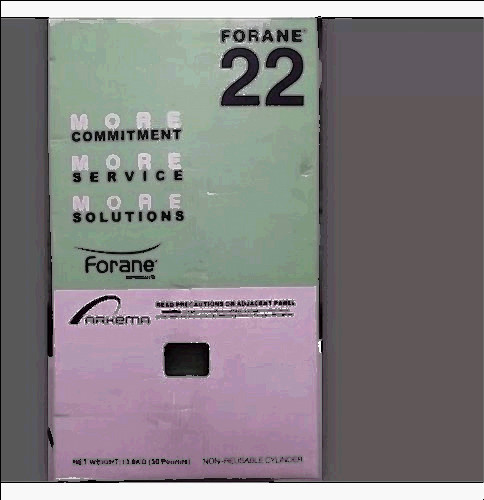 FORANE®
22
MORE
COMMITMENT
MORE
SERVICE
MORE
SOLUTIONS
Forane®
ARKEMA
READ PRECAUTIONS ON ADJACENT PANEL
NET WEIGHT: 13.6KG (30 Pounds)
NON-REUSABLE CYLINDER